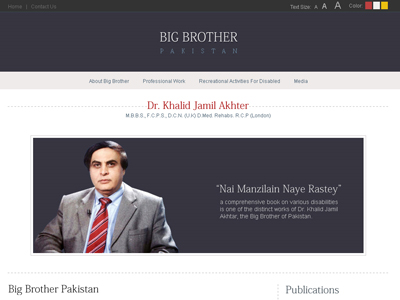 Home | Contact Us
Text Size: A A A Color:
BIG BROTHER
PAKISTAN
About Big Brother Professional Work Recreational Activities For Disabled Media
Dr. Khalid Jamil Akhter
M.B.B.S., F.C.P.S., D.C.N. (U.K) D.Med. Rehabis. R.C.P (London)
“Nai Manzilain Naye Rastey”
a comprehensive book on various disabilities
is one of the distinct works of Dr. Khalid Jamil
Akhtar, the Big Brother of Pakistan.
Big Brother Pakistan
Publications